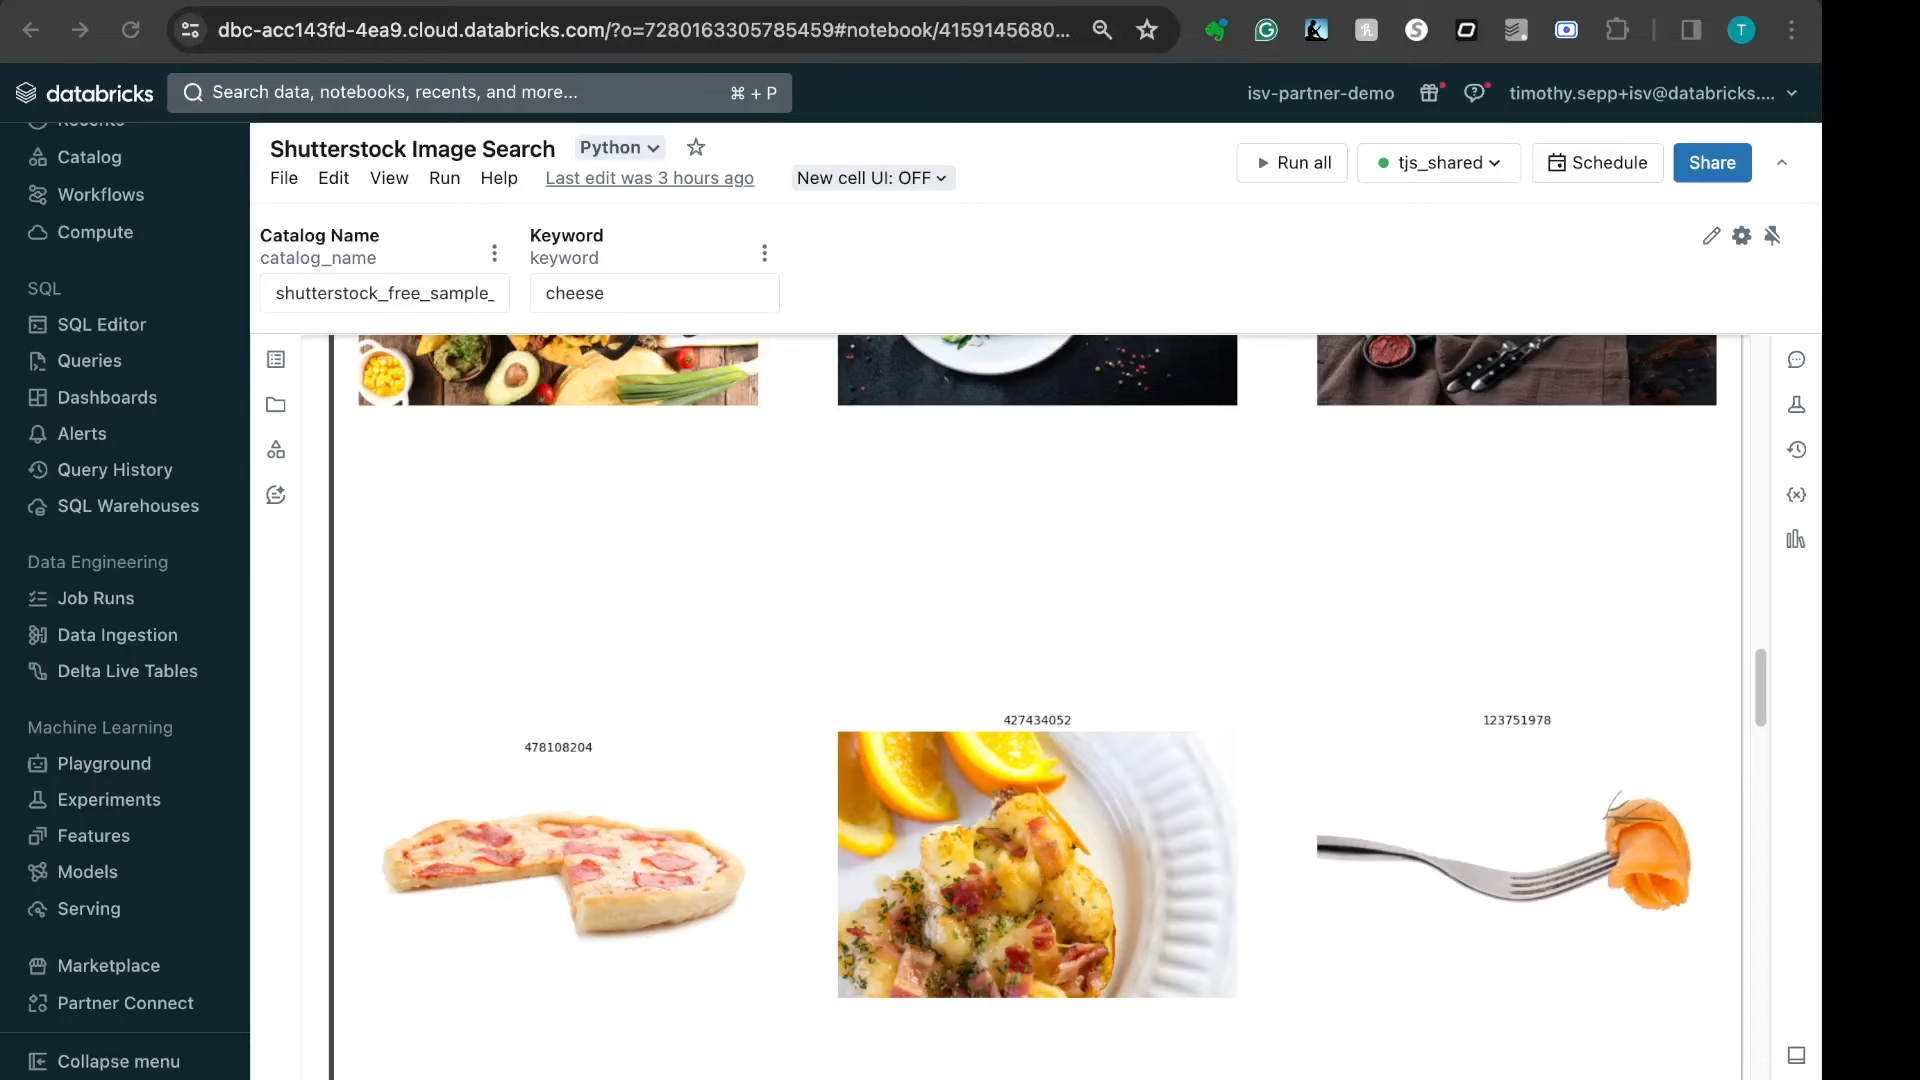 dbc-acc143fd-4ea9.cloud.databricks.com/?o=7280163305785459#notebook/4159145680...
T
databricks
Search data, notebooks, recents, and more...
⌘ + P
isv-partner-demo
timothy.sepp+isv@databricks....
Recents
Catalog
Workflows
Compute
SQL
SQL Editor
Queries
Dashboards
Alerts
Query History
SQL Warehouses
Data Engineering
Job Runs
Data Ingestion
Delta Live Tables
Machine Learning
Playground
Experiments
Features
Models
Serving
Marketplace
Partner Connect
Collapse menu
Shutterstock Image Search
Python
File Edit View Run Help
Last edit was 3 hours ago
New cell UI: OFF
Run all
tjs_shared
Schedule
Share
Catalog Name
catalog_name
shutterstock_free_sample_
Keyword
keyword
cheese
478108204
427434052
123751978